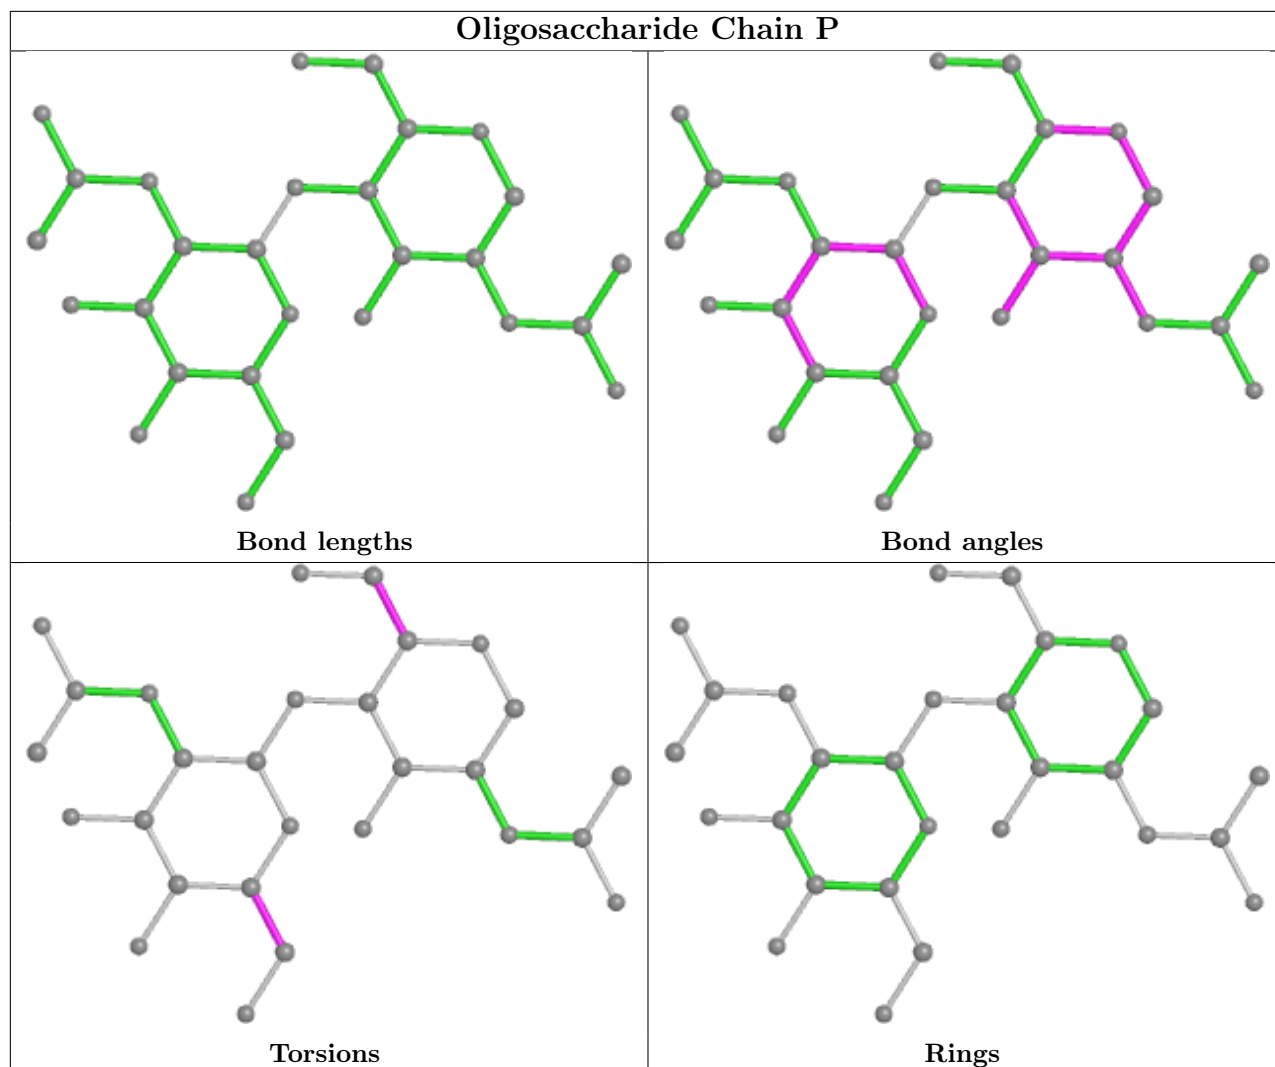 Oligosaccharide Chain P
Bond lengths
Bond angles
Torsions
Rings